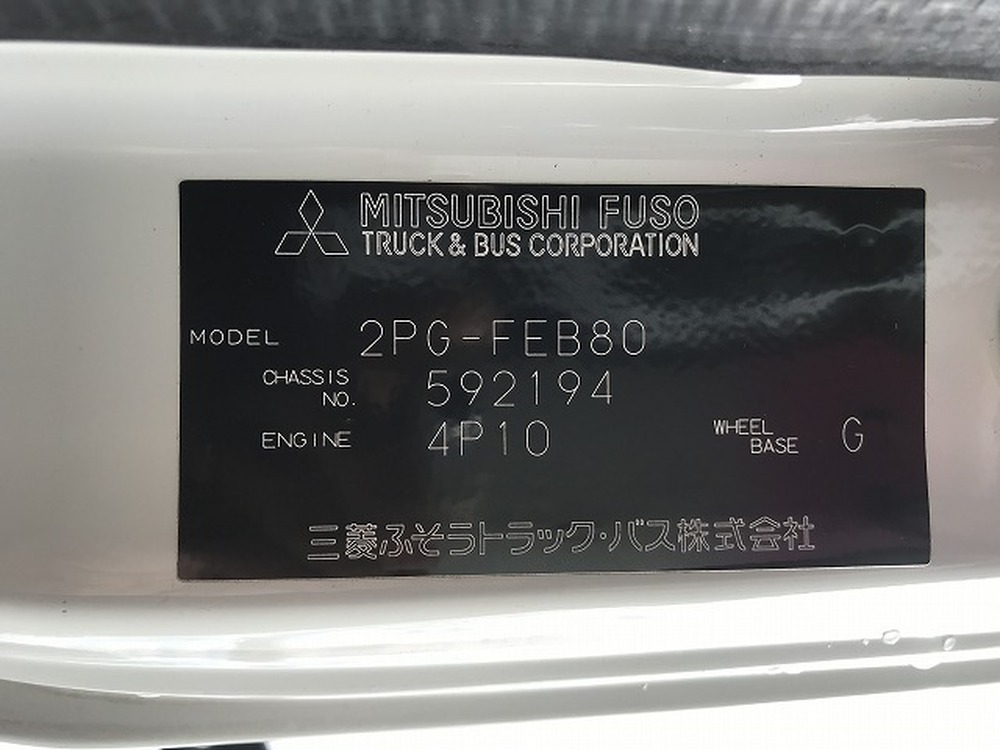 MITSUBISHI FUSO
TRUCK & BUS CORPORATION
MODEL 2PG-FEB80
CHASSIS NO. 592194
ENGINE 4P10 WHEEL BASE G
三菱ふそうトラック・バス株式会社